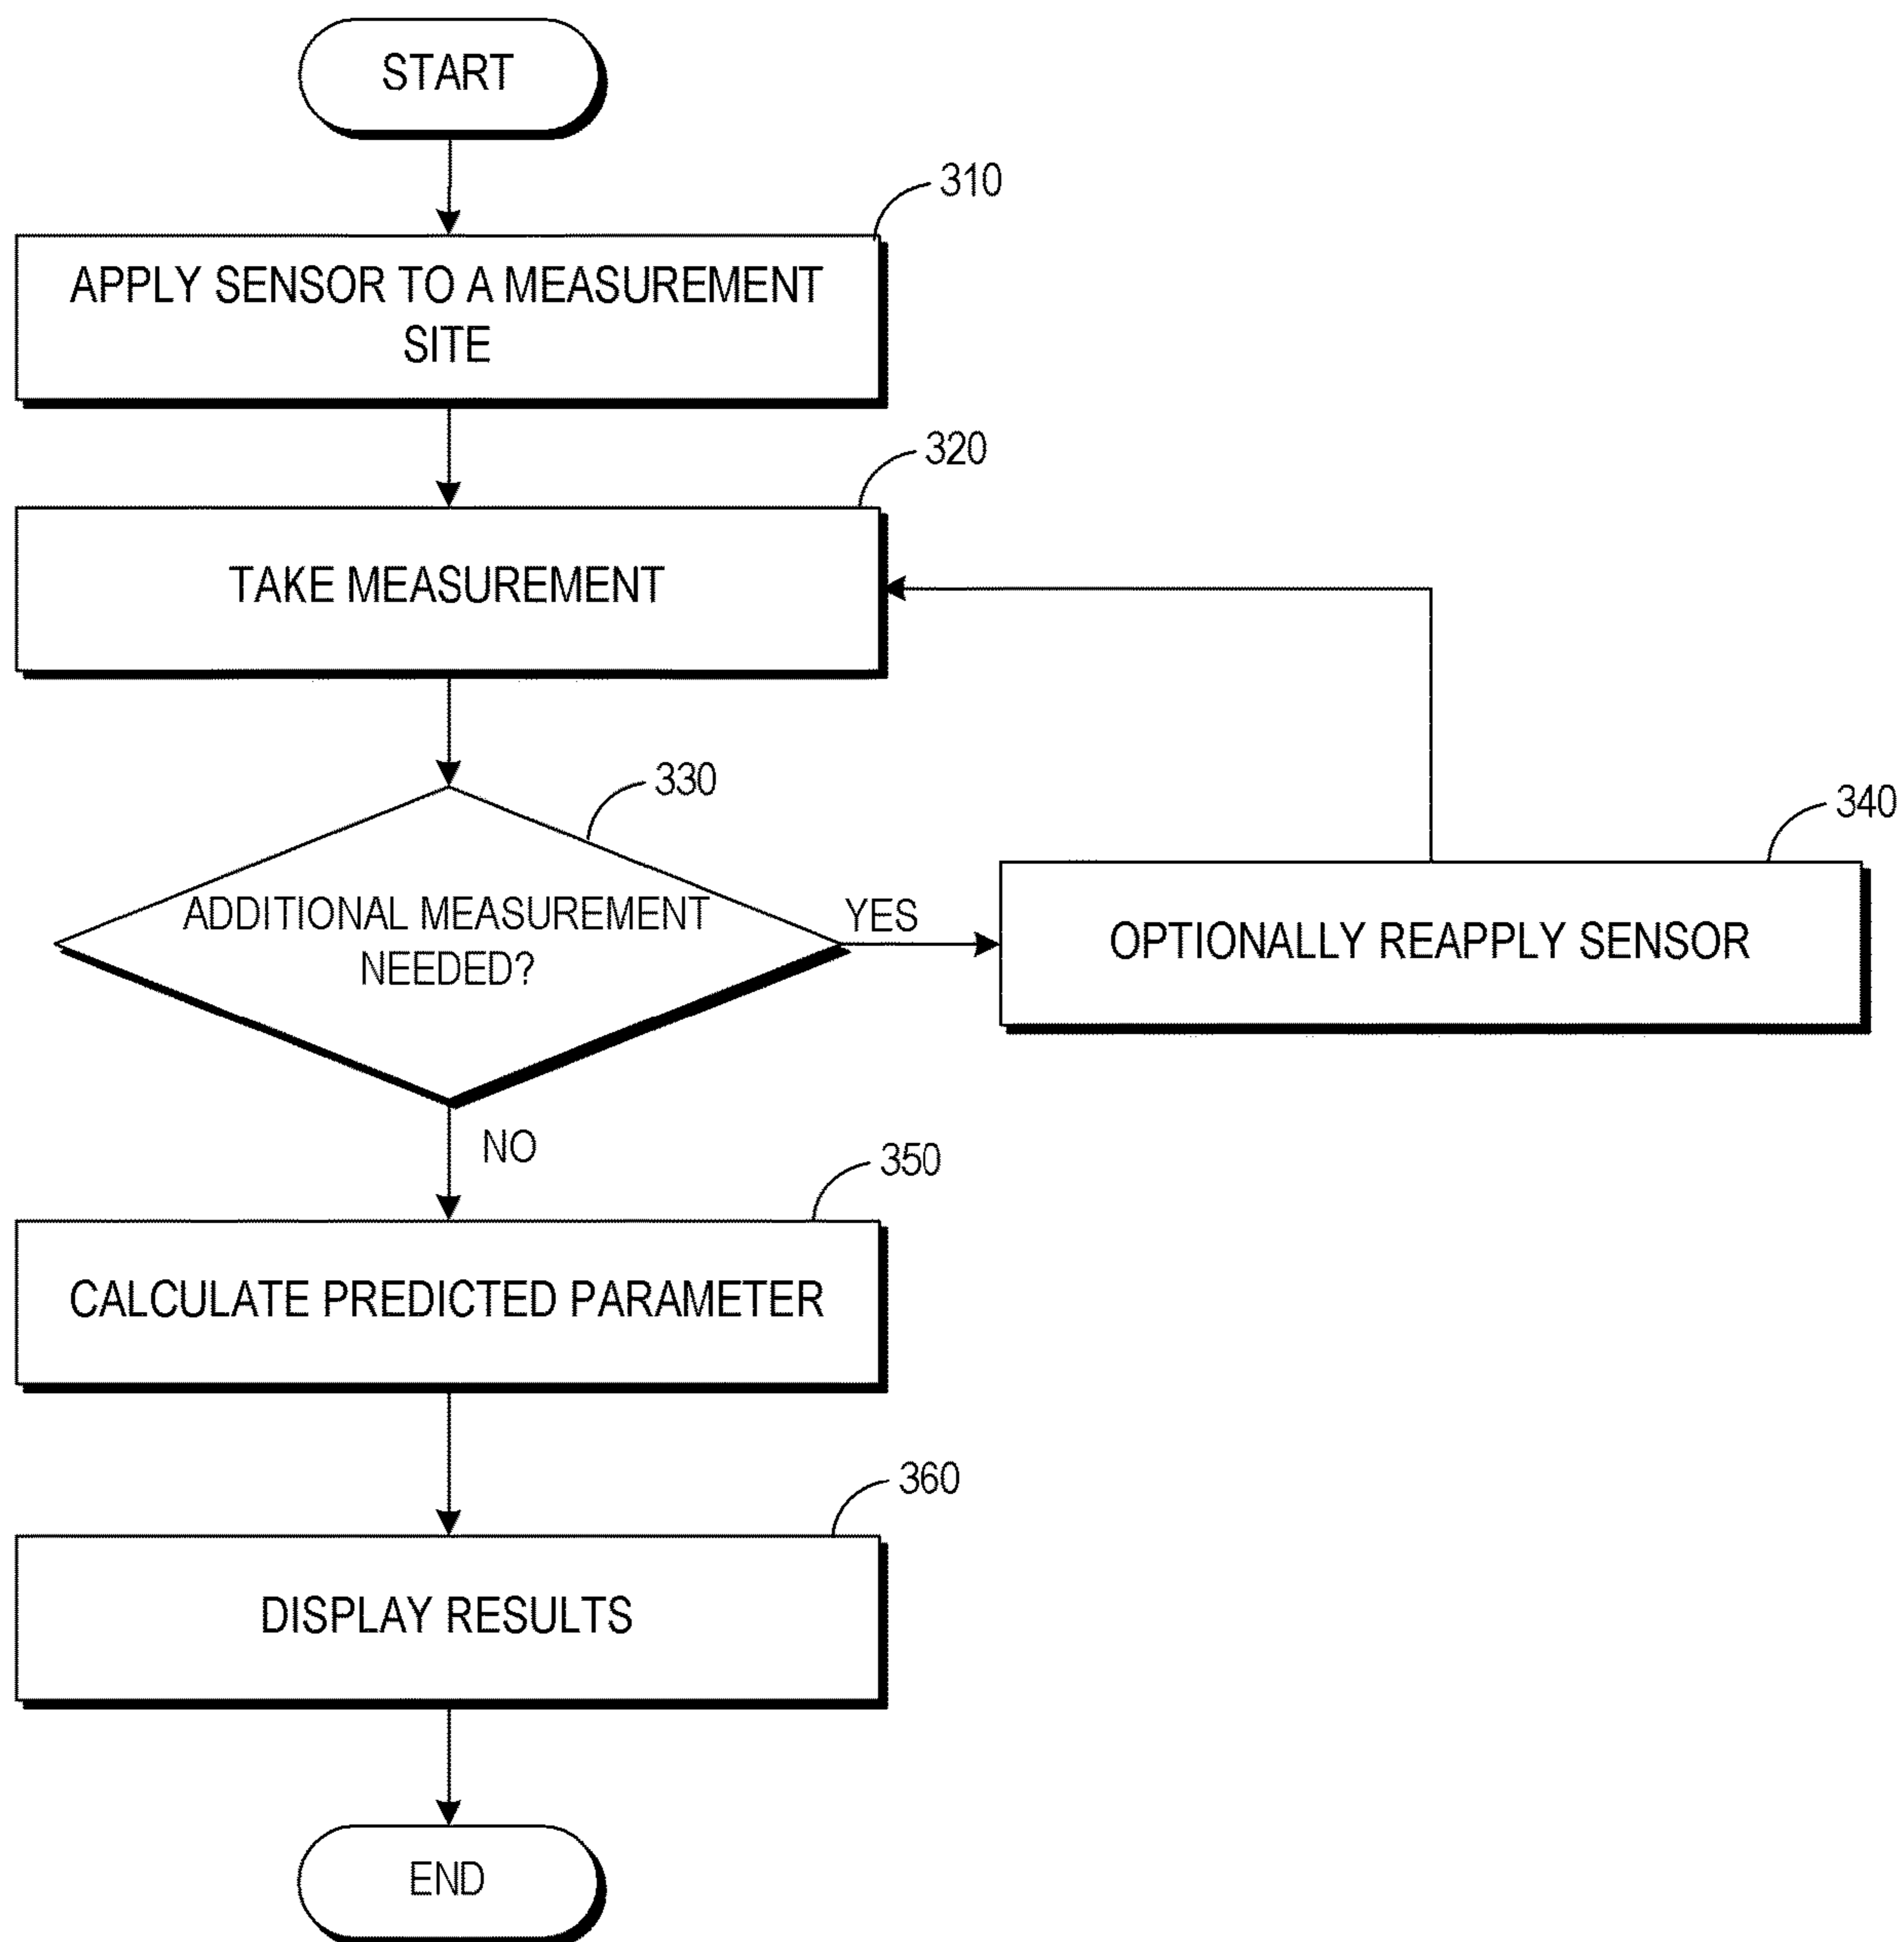 START
310
APPLY SENSOR TO A MEASUREMENT
SITE
320
TAKE MEASUREMENT
330
ADDITIONAL MEASUREMENT
NEEDED?
YES
340
OPTIONALLY REAPPLY SENSOR
NO
350
CALCULATE PREDICTED PARAMETER
360
DISPLAY RESULTS
END